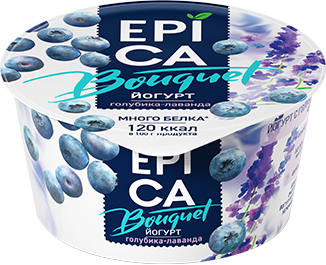 EPI
CA
Bouquet
ЙОГУРТ
голубика-лаванда
МНОГО БЕЛКА*
120 ккал
в 100 г продукта
EPI
CA
Bouquet
ЙОГУРТ
голубика-лаванда